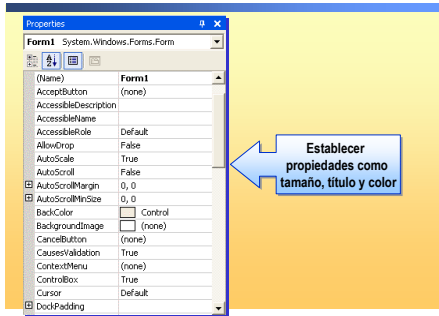 Properties
Form1 System.Windows.Forms.Form
(Name) Form1
AcceptButton (none)
AccessibleDescription
AccessibleName
AccessibleRole Default
AllowDrop False
AutoScale True
AutoScroll False
AutoScrollMargin 0, 0
AutoScrollMinSize 0, 0
BackColor Control
BackgroundImage (none)
CancelButton (none)
CausesValidation True
ContextMenu (none)
ControlBox True
Cursor Default
DockPadding
Establecer
propiedades como
tamaño, título y color